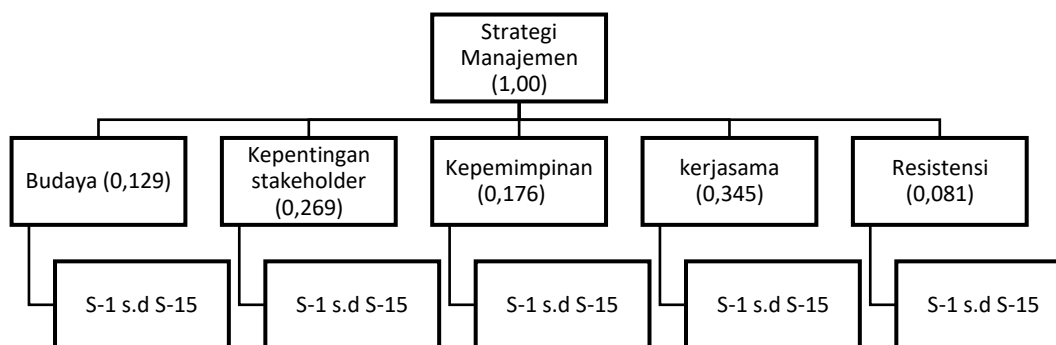 Strategi
Manajemen
(1,00)
Budaya (0,129)
Kepentingan
stakeholder
(0,269)
Kepemimpinan
(0,176)
kerjasama
(0,345)
Resistensi
(0,081)
S-1 s.d S-15
S-1 s.d S-15
S-1 s.d S-15
S-1 s.d S-15
S-1 s.d S-15